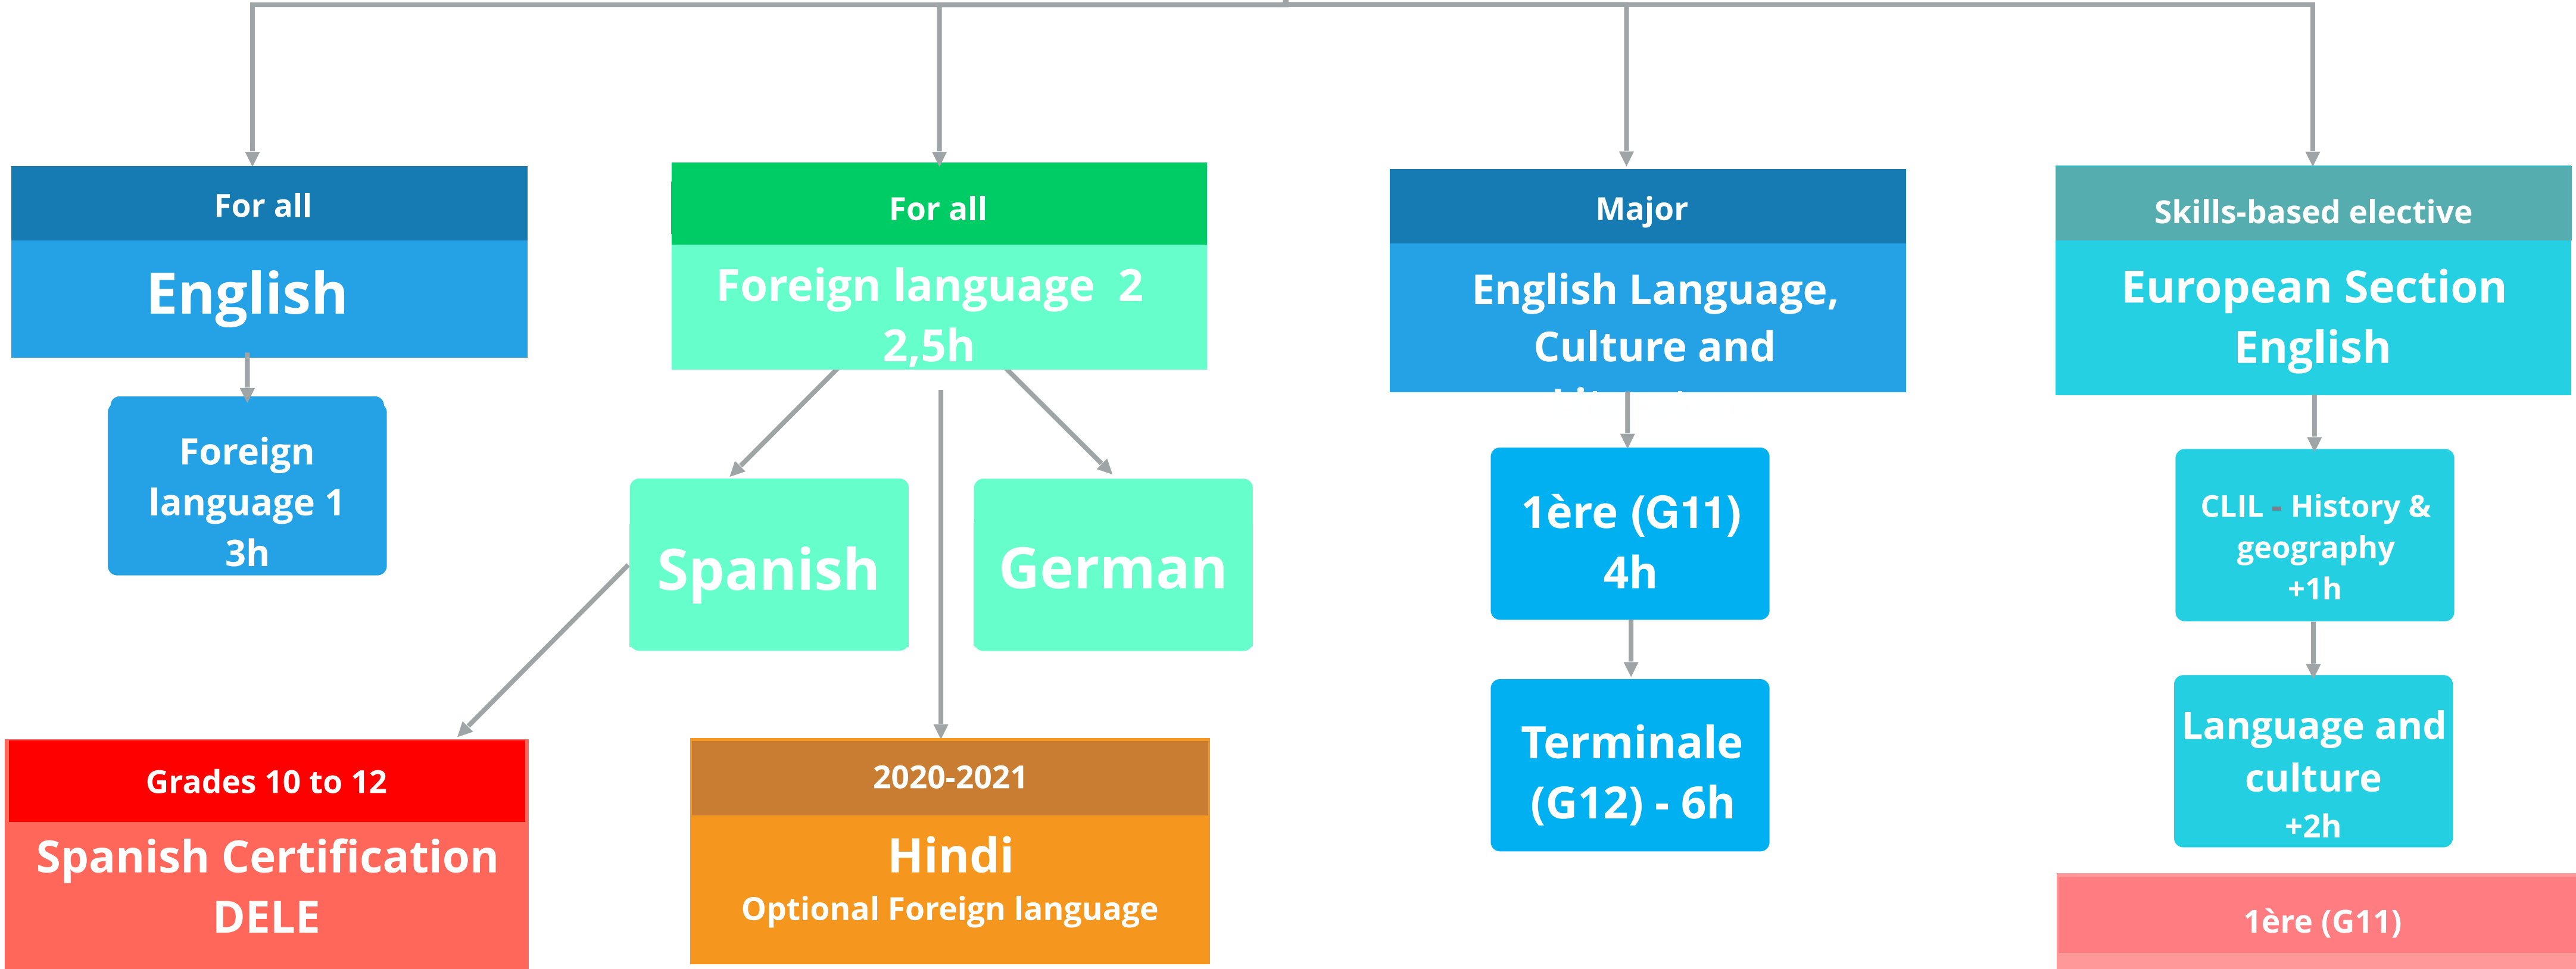 For all
English
Foreign
language 1
3h
For all
Foreign language 2
2,5h
Spanish
German
Grades 10 to 12
Spanish Certification
DELE
2020-2021
Hindi
Optional Foreign language
Major
English Language,
Culture and
1ère (G11)
4h
Terminale
(G12) - 6h
Skills-based elective
European Section
English
CLIL - History &
geography
+1h
Language and
culture
+2h
1ère (G11)